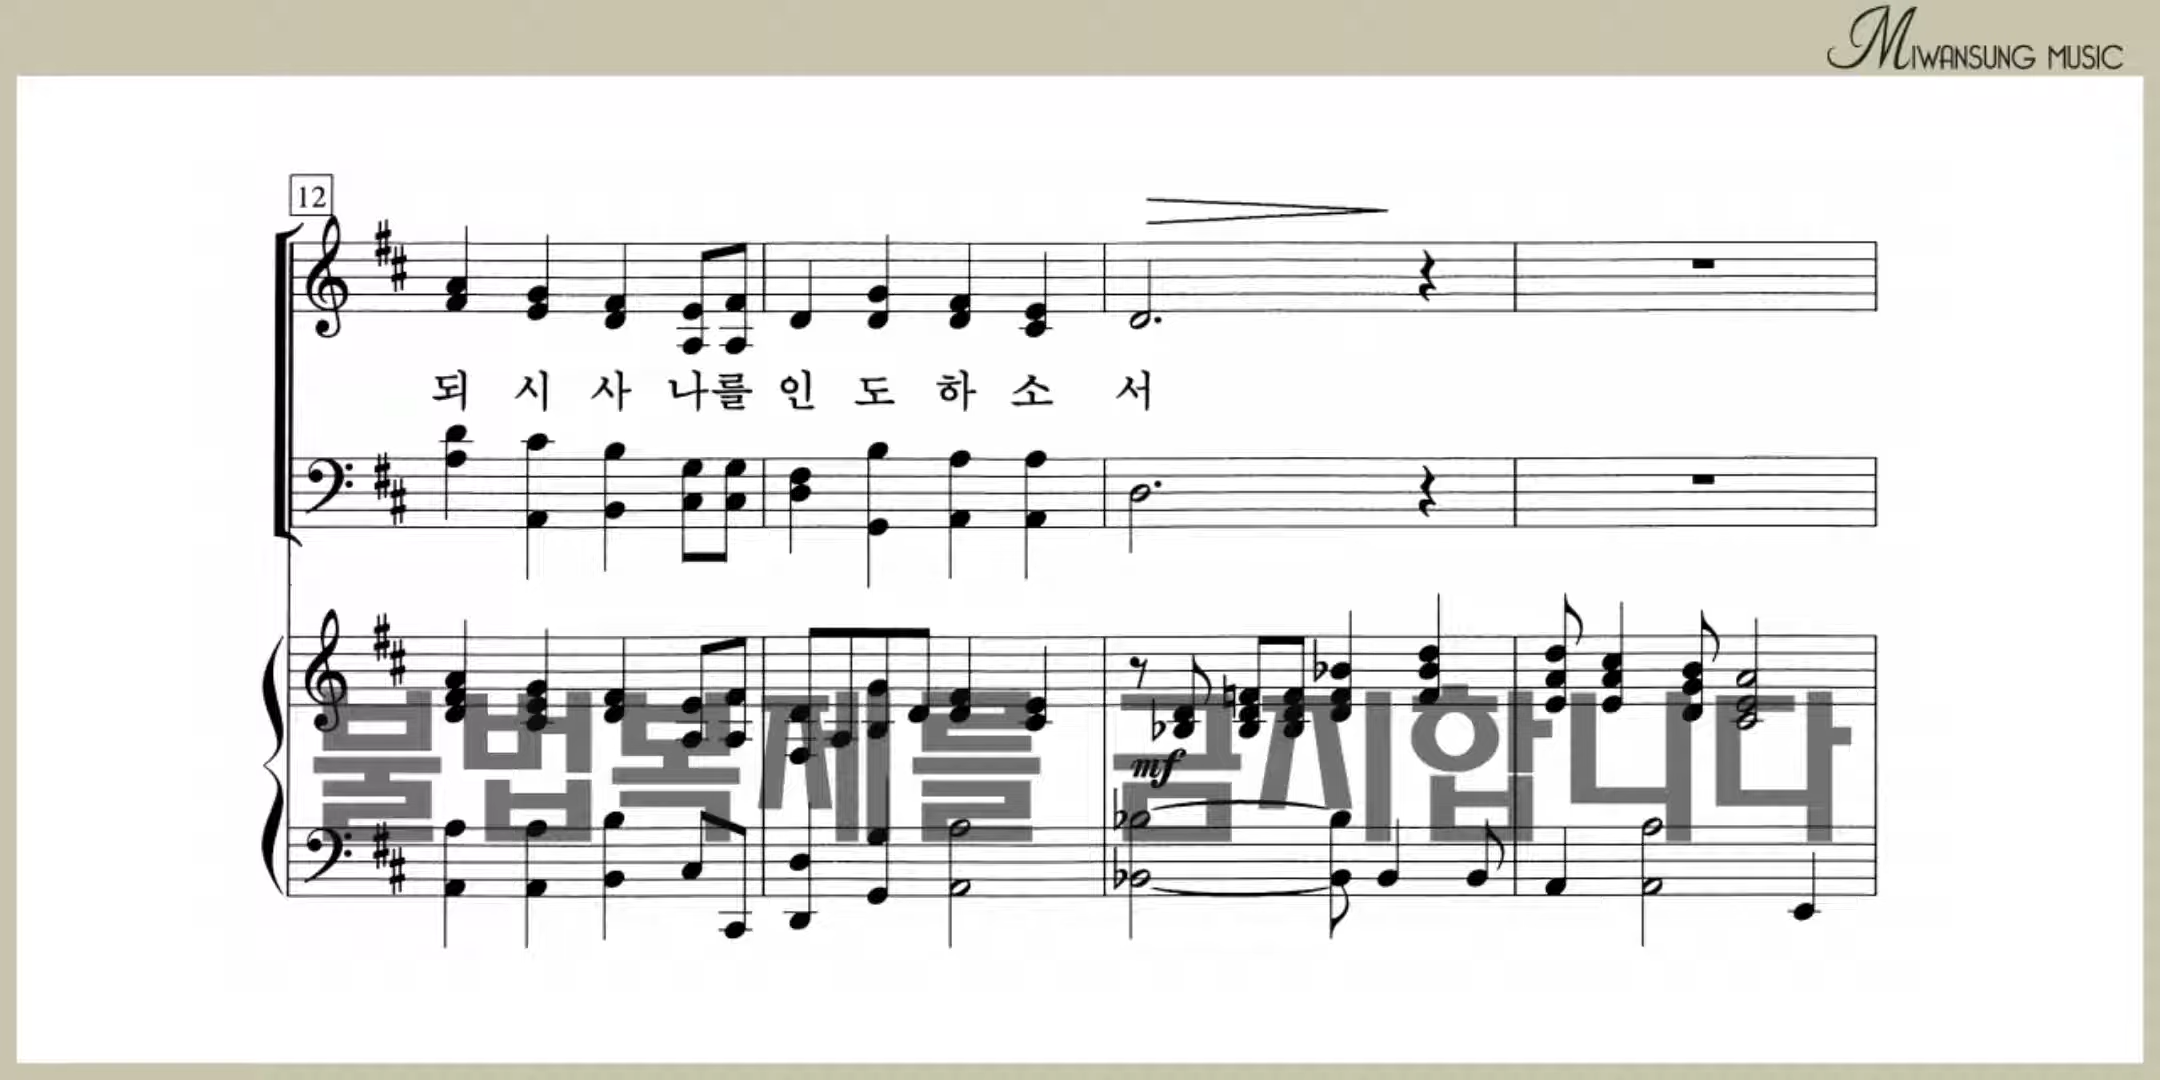 MIWANSUNG MUSIC
12
되 시 사 나를 인 도 하 소 서
mf
불법복제를 금지합니다